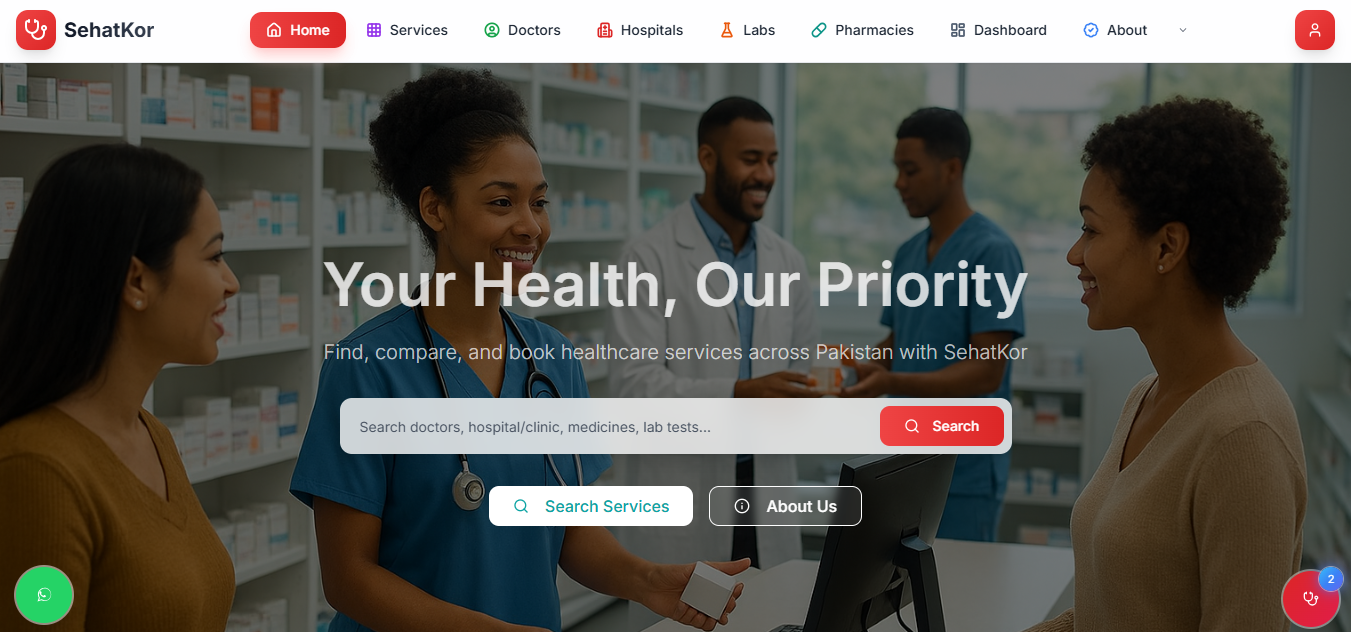 SehatKor
Home
Services
Doctors
Hospitals
Labs
Pharmacies
Dashboard
About
Your Health, Our Priority
Find, compare, and book healthcare services across Pakistan with SehatKor
Search doctors, hospital/clinic, medicines, lab tests...
Search
Search Services
About Us
2